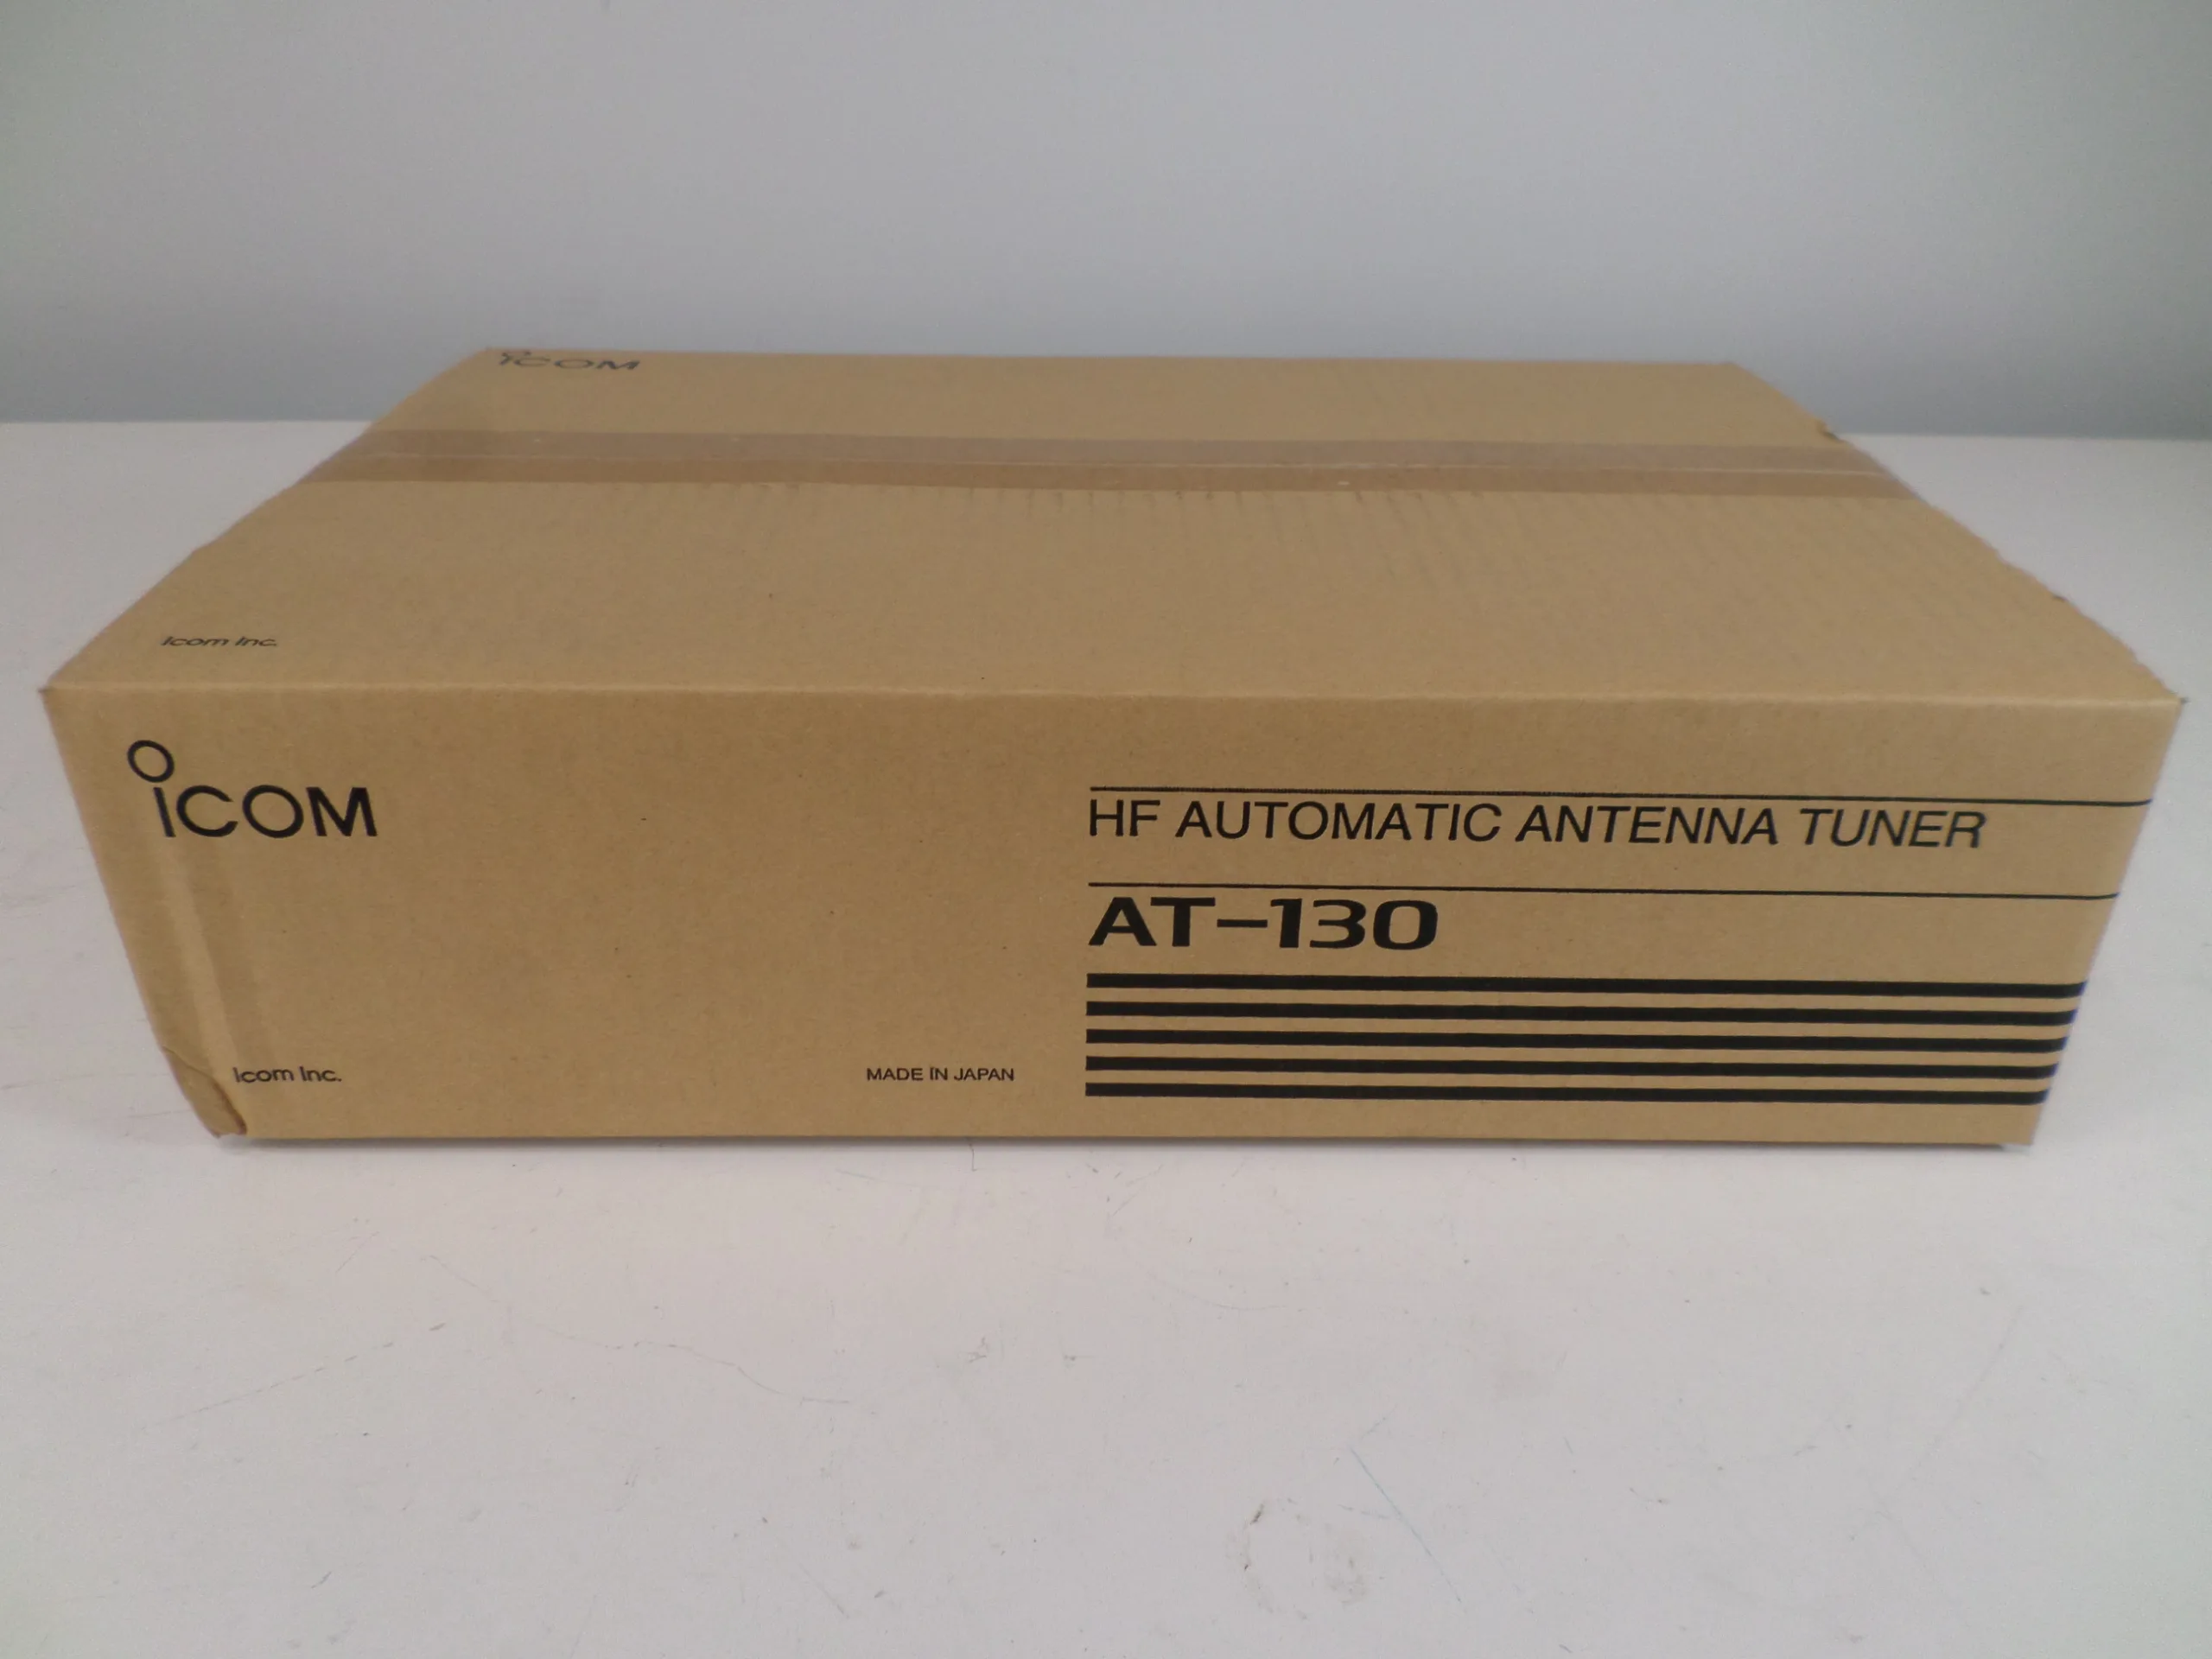 ICOM
Icom Inc.
ICOM
HF AUTOMATIC ANTENNA TUNER
AT-130
Icom Inc.
MADE IN JAPAN